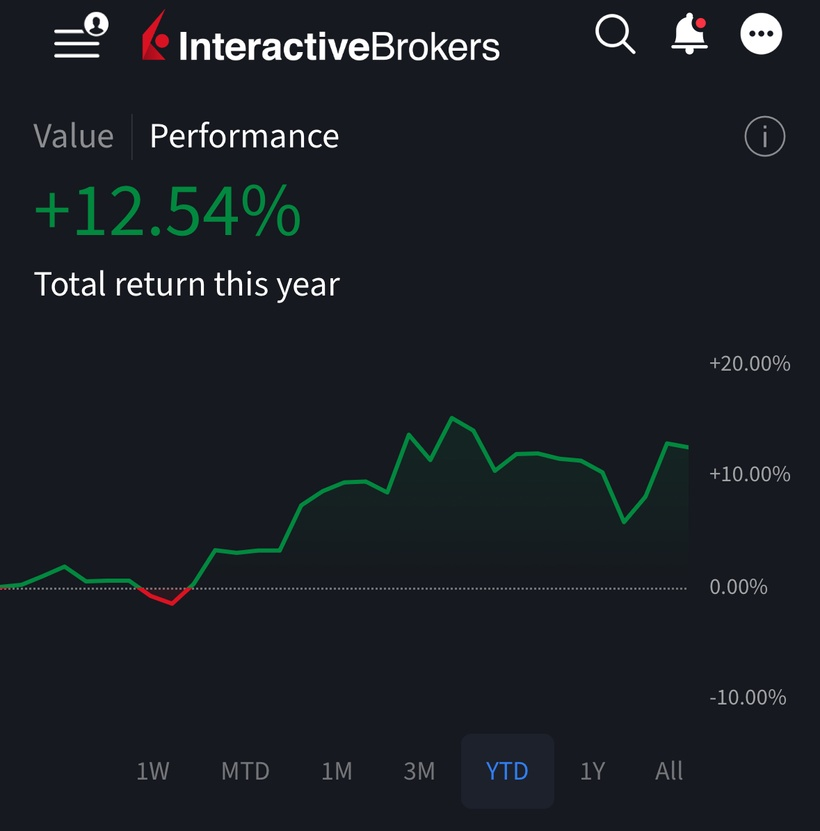 InteractiveBrokers
Value | Performance
+12.54%
Total return this year
+20.00%
+10.00%
0.00%
-10.00%
1W MTD 1M 3M YTD 1Y All